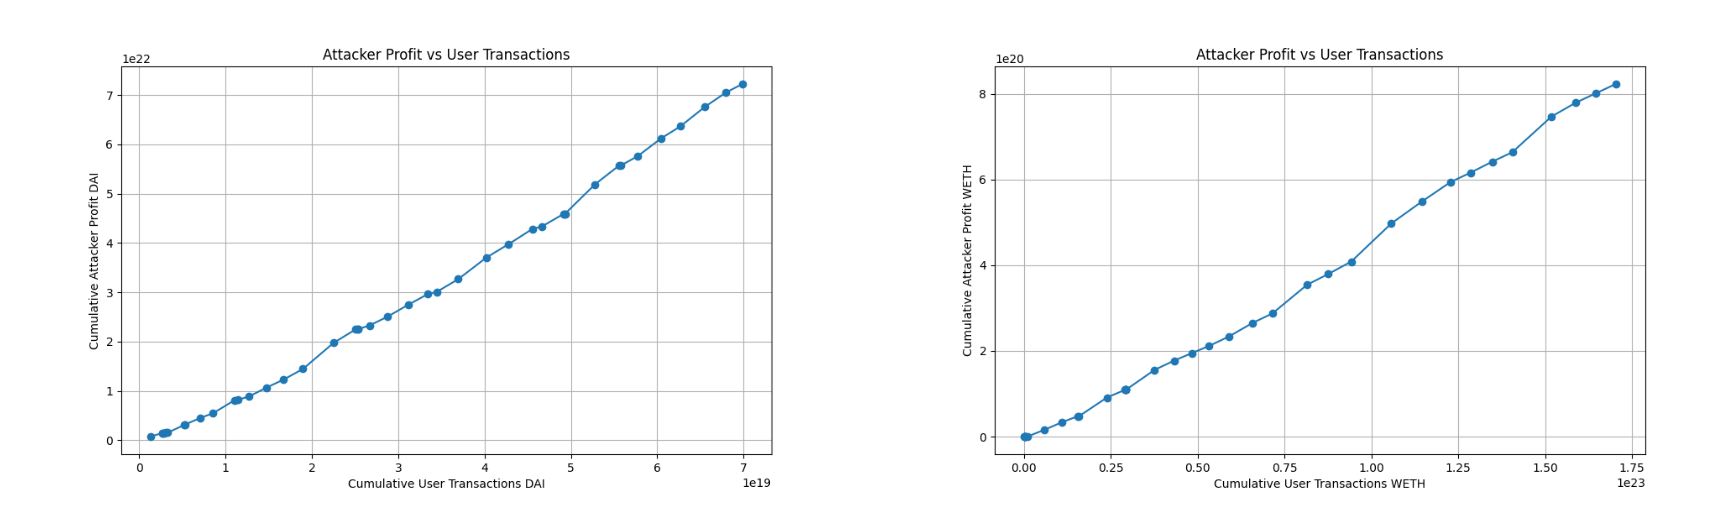 Attacker Profit vs User Transactions
1e22
7
6
5
4
3
2
1
0
Cumulative Attacker Profit DAI
0 1 2 3 4 5 6 7
1e19
Cumulative User Transactions DAI
Attacker Profit vs User Transactions
1e20
8
6
4
2
0
Cumulative Attacker Profit WETH
0.00 0.25 0.50 0.75 1.00 1.25 1.50 1.75
1e23
Cumulative User Transactions WETH